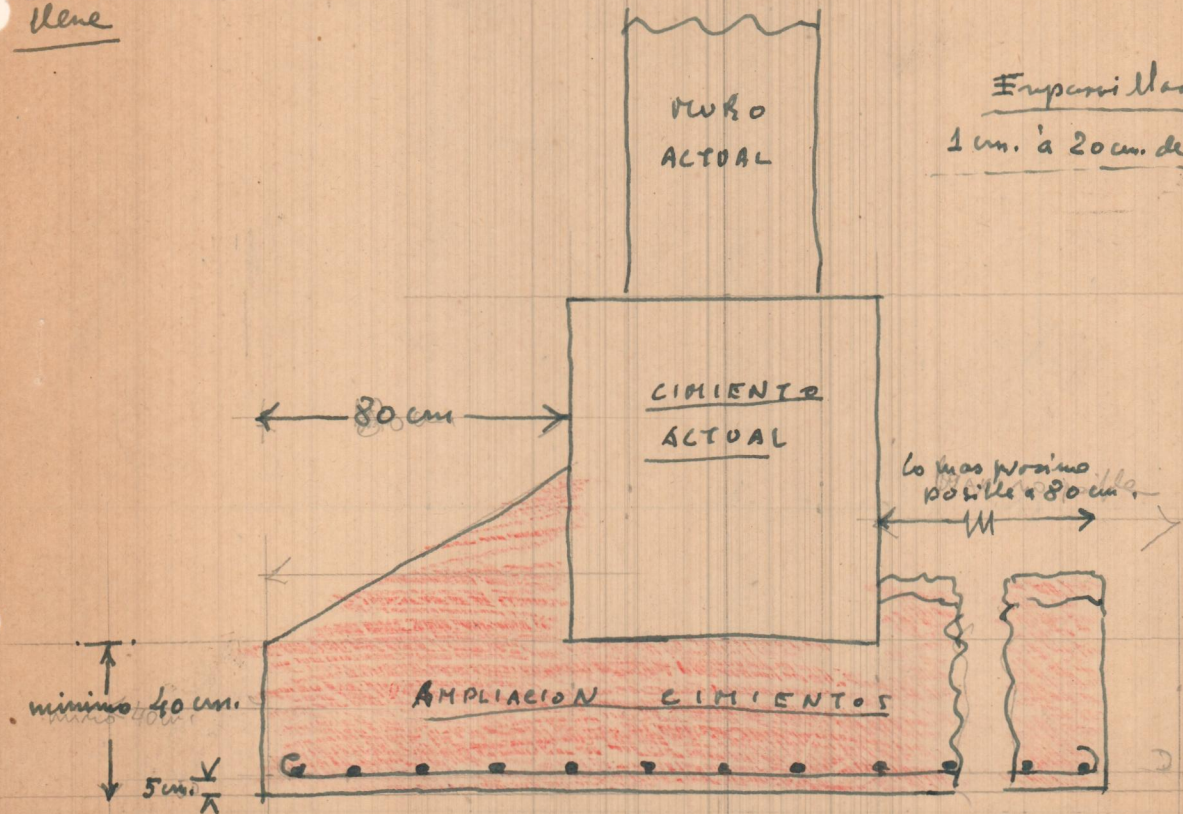 MURO
ACTUAL
1 cm. à 20 cm. de
80 cm
CIMIENTO
ACTUAL
lo mas proximo
posible a 80 cm.
minimo 40 cm.
AMPLIACION CIMIENTOS
5 cm.